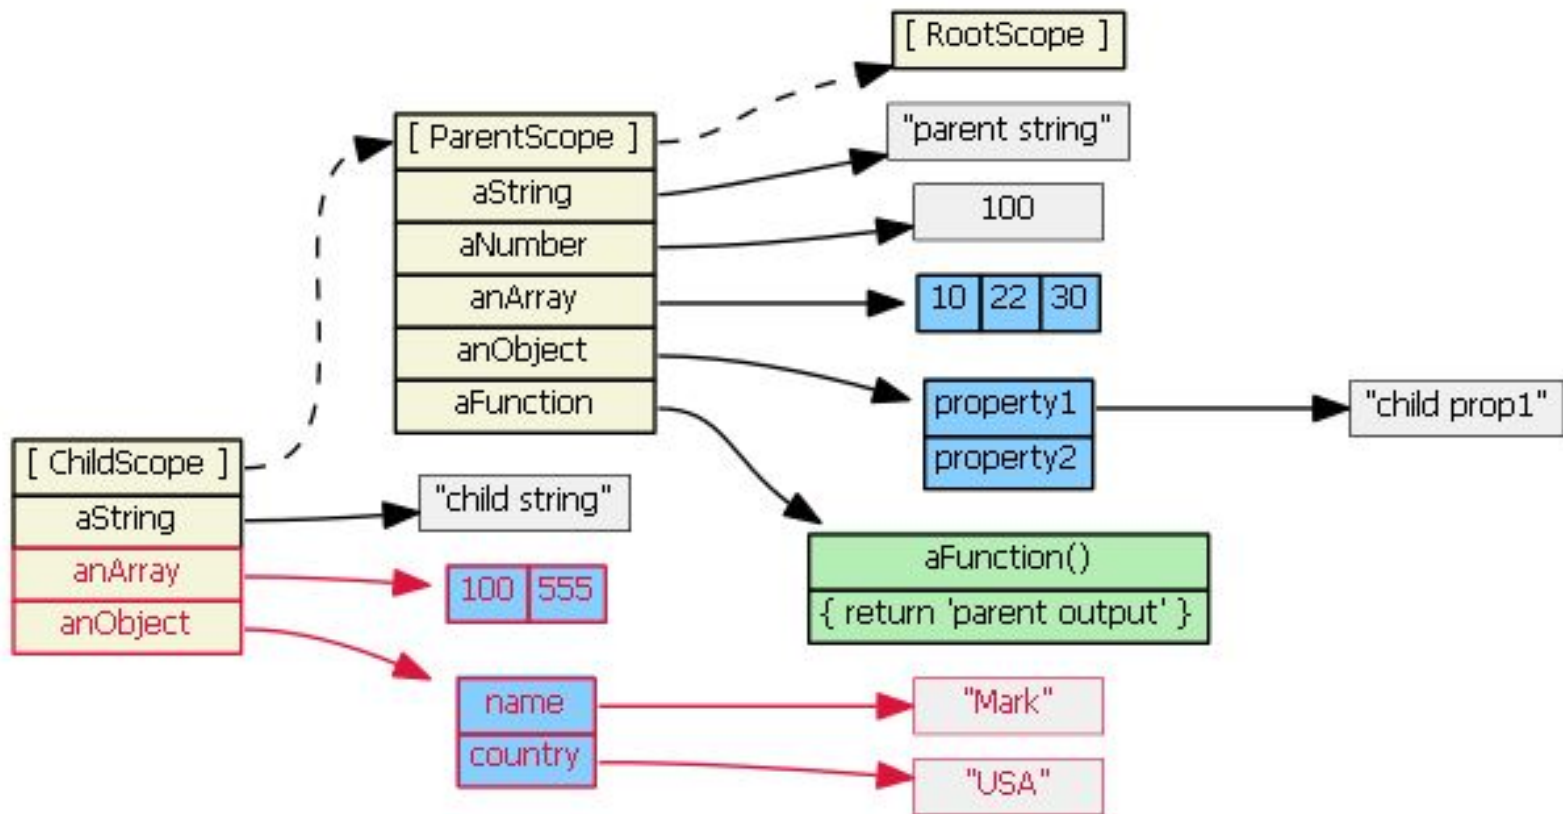 [ RootScope ]
[ ParentScope ]
"parent string"
aString
100
aNumber
anArray
10 22 30
anObject
property1
"child prop1"
aFunction
property2
[ ChildScope ]
"child string"
aString
aFunction()
anArray
100 555
{ return 'parent output' }
anObject
name
"Mark"
country
"USA"